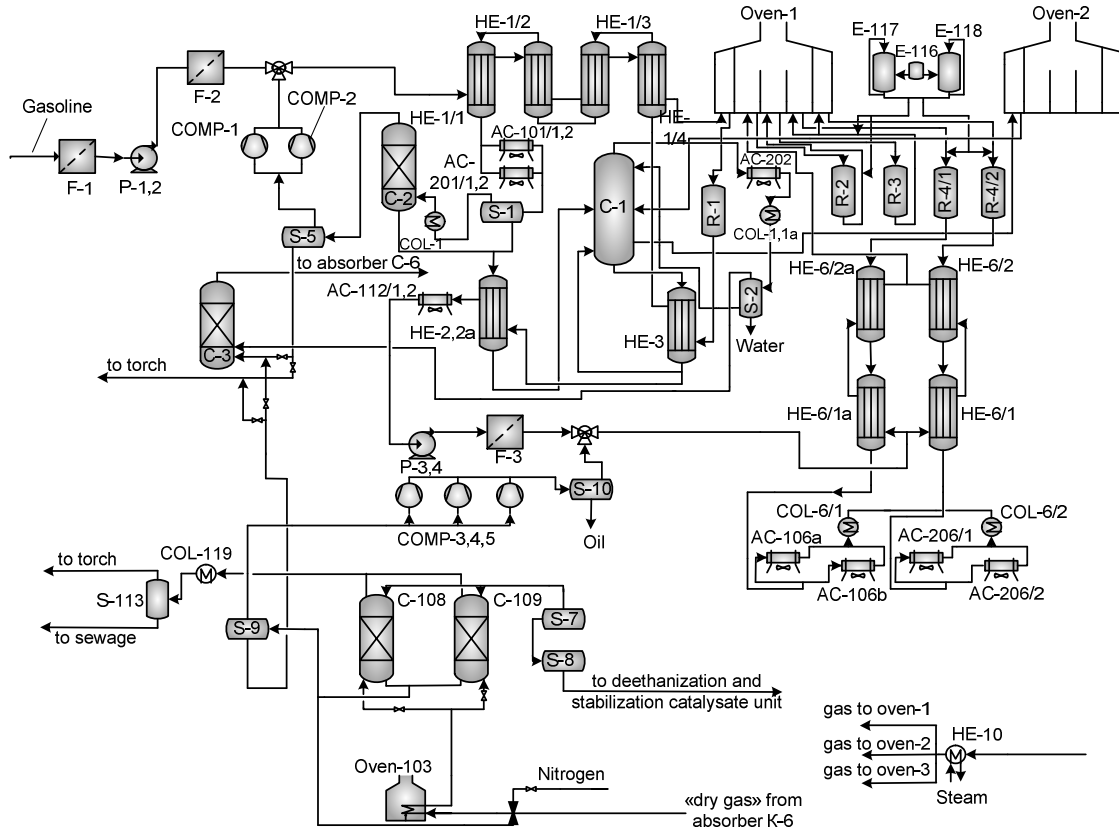 HE-1/2
HE-1/3
Oven-1
Oven-2
E-117
E-118
E-116
F-2
COMP-2
Gasoline
COMP-1
HE-1/1
AC-101/1,2
HE-
1/4
AC-
201/1,2
AC-202
F-1
P-1,2
C-2
S-1
C-1
R-1
R-2
R-3
R-4/1
R-4/2
COL-1
COL-1,1a
S-5
to absorber C-6
HE-6/2a
HE-6/2
AC-112/1,2
S-2
HE-2,2a
HE-3
Water
C-3
to torch
HE-6/1a
HE-6/1
P-3,4
F-3
S-10
COL-6/1
COL-6/2
COMP-3,4,5
Oil
AC-106a
AC-206/1
COL-119
to torch
AC-106b
AC-206/2
S-113
C-108
C-109
S-7
to sewage
S-9
S-8
to deethanization and
stabilization catalysate unit
gas to oven-1
gas to oven-2
HE-10
gas to oven-3
Steam
Oven-103
Nitrogen
«dry gas» from
absorber К-6
M
M
M
M
M
M